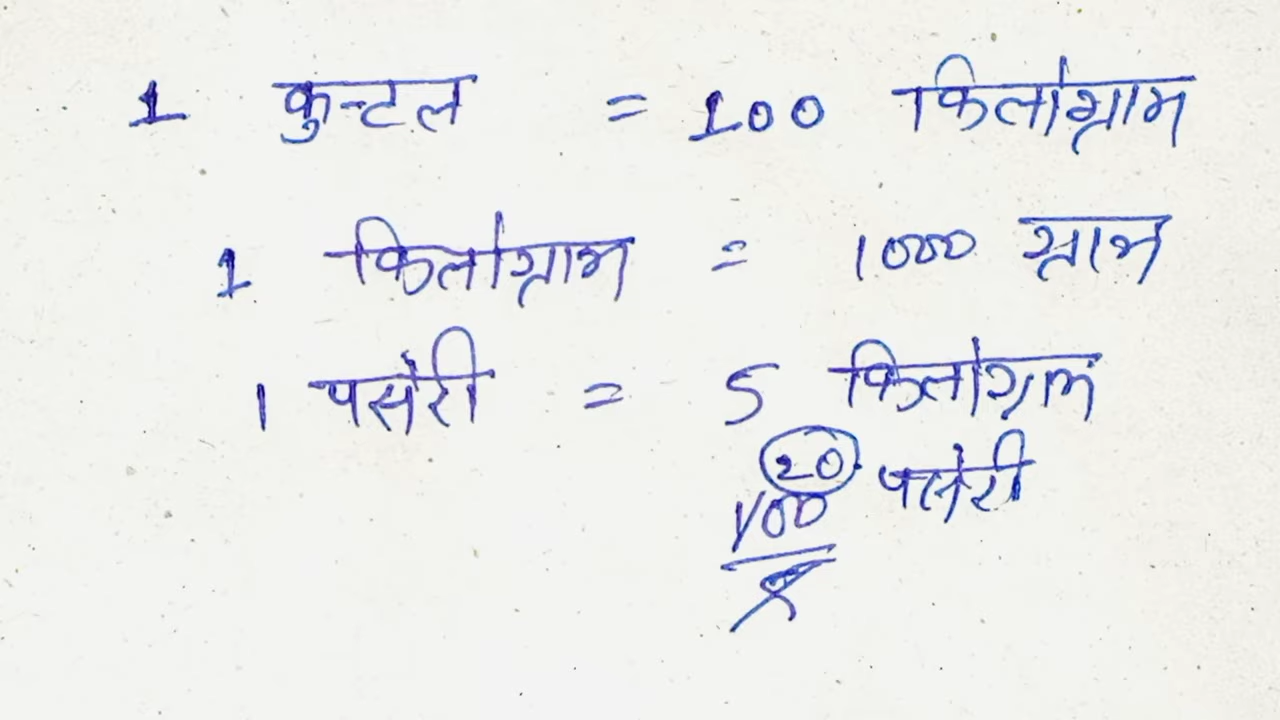 1 कुन्टल = 100 किलोग्राम
1 किलोग्राम = 1000 ग्राम
1 पसेरी = 5 किलोग्राम
20 पसेरी
100
5